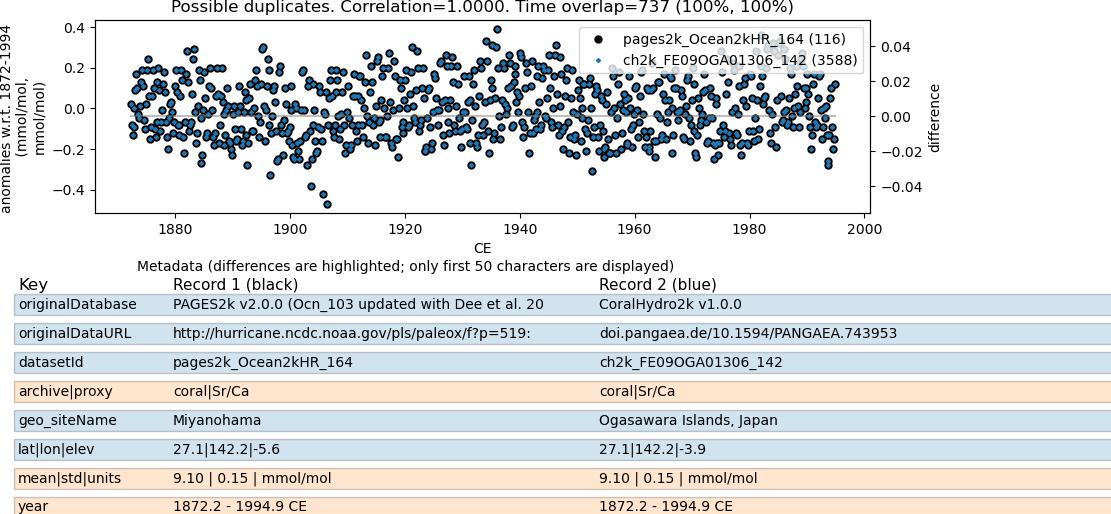 Possible duplicates. Correlation=1.0000. Time overlap=737 (100%, 100%)
anomalies w.r.t. 1872-1994
(mmol/mol,
mmol/mol)
0.4
0.2
0.0
−0.2
−0.4
pages2k_Ocean2kHR_164 (116)
ch2k_FE09OGA01306_142 (3588)
0.04
0.02
0.00
−0.02
−0.04
difference
1880 1900 1920 1940 1960 1980 2000
CE
Metadata (differences are highlighted; only first 50 characters are displayed)
Key Record 1 (black) Record 2 (blue)
originalDatabase PAGES2k v2.0.0 (Ocn_103 updated with Dee et al. 20 CoralHydro2k v1.0.0
originalDataURL http://hurricane.ncdc.noaa.gov/pls/paleox/f?p=519: doi.pangaea.de/10.1594/PANGAEA.743953
datasetId pages2k_Ocean2kHR_164 ch2k_FE09OGA01306_142
archive|proxy coral|Sr/Ca coral|Sr/Ca
geo_siteName Miyanohama Ogasawara Islands, Japan
lat|lon|elev 27.1|142.2|-5.6 27.1|142.2|-3.9
mean|std|units 9.10 | 0.15 | mmol/mol 9.10 | 0.15 | mmol/mol
year 1872.2 - 1994.9 CE 1872.2 - 1994.9 CE